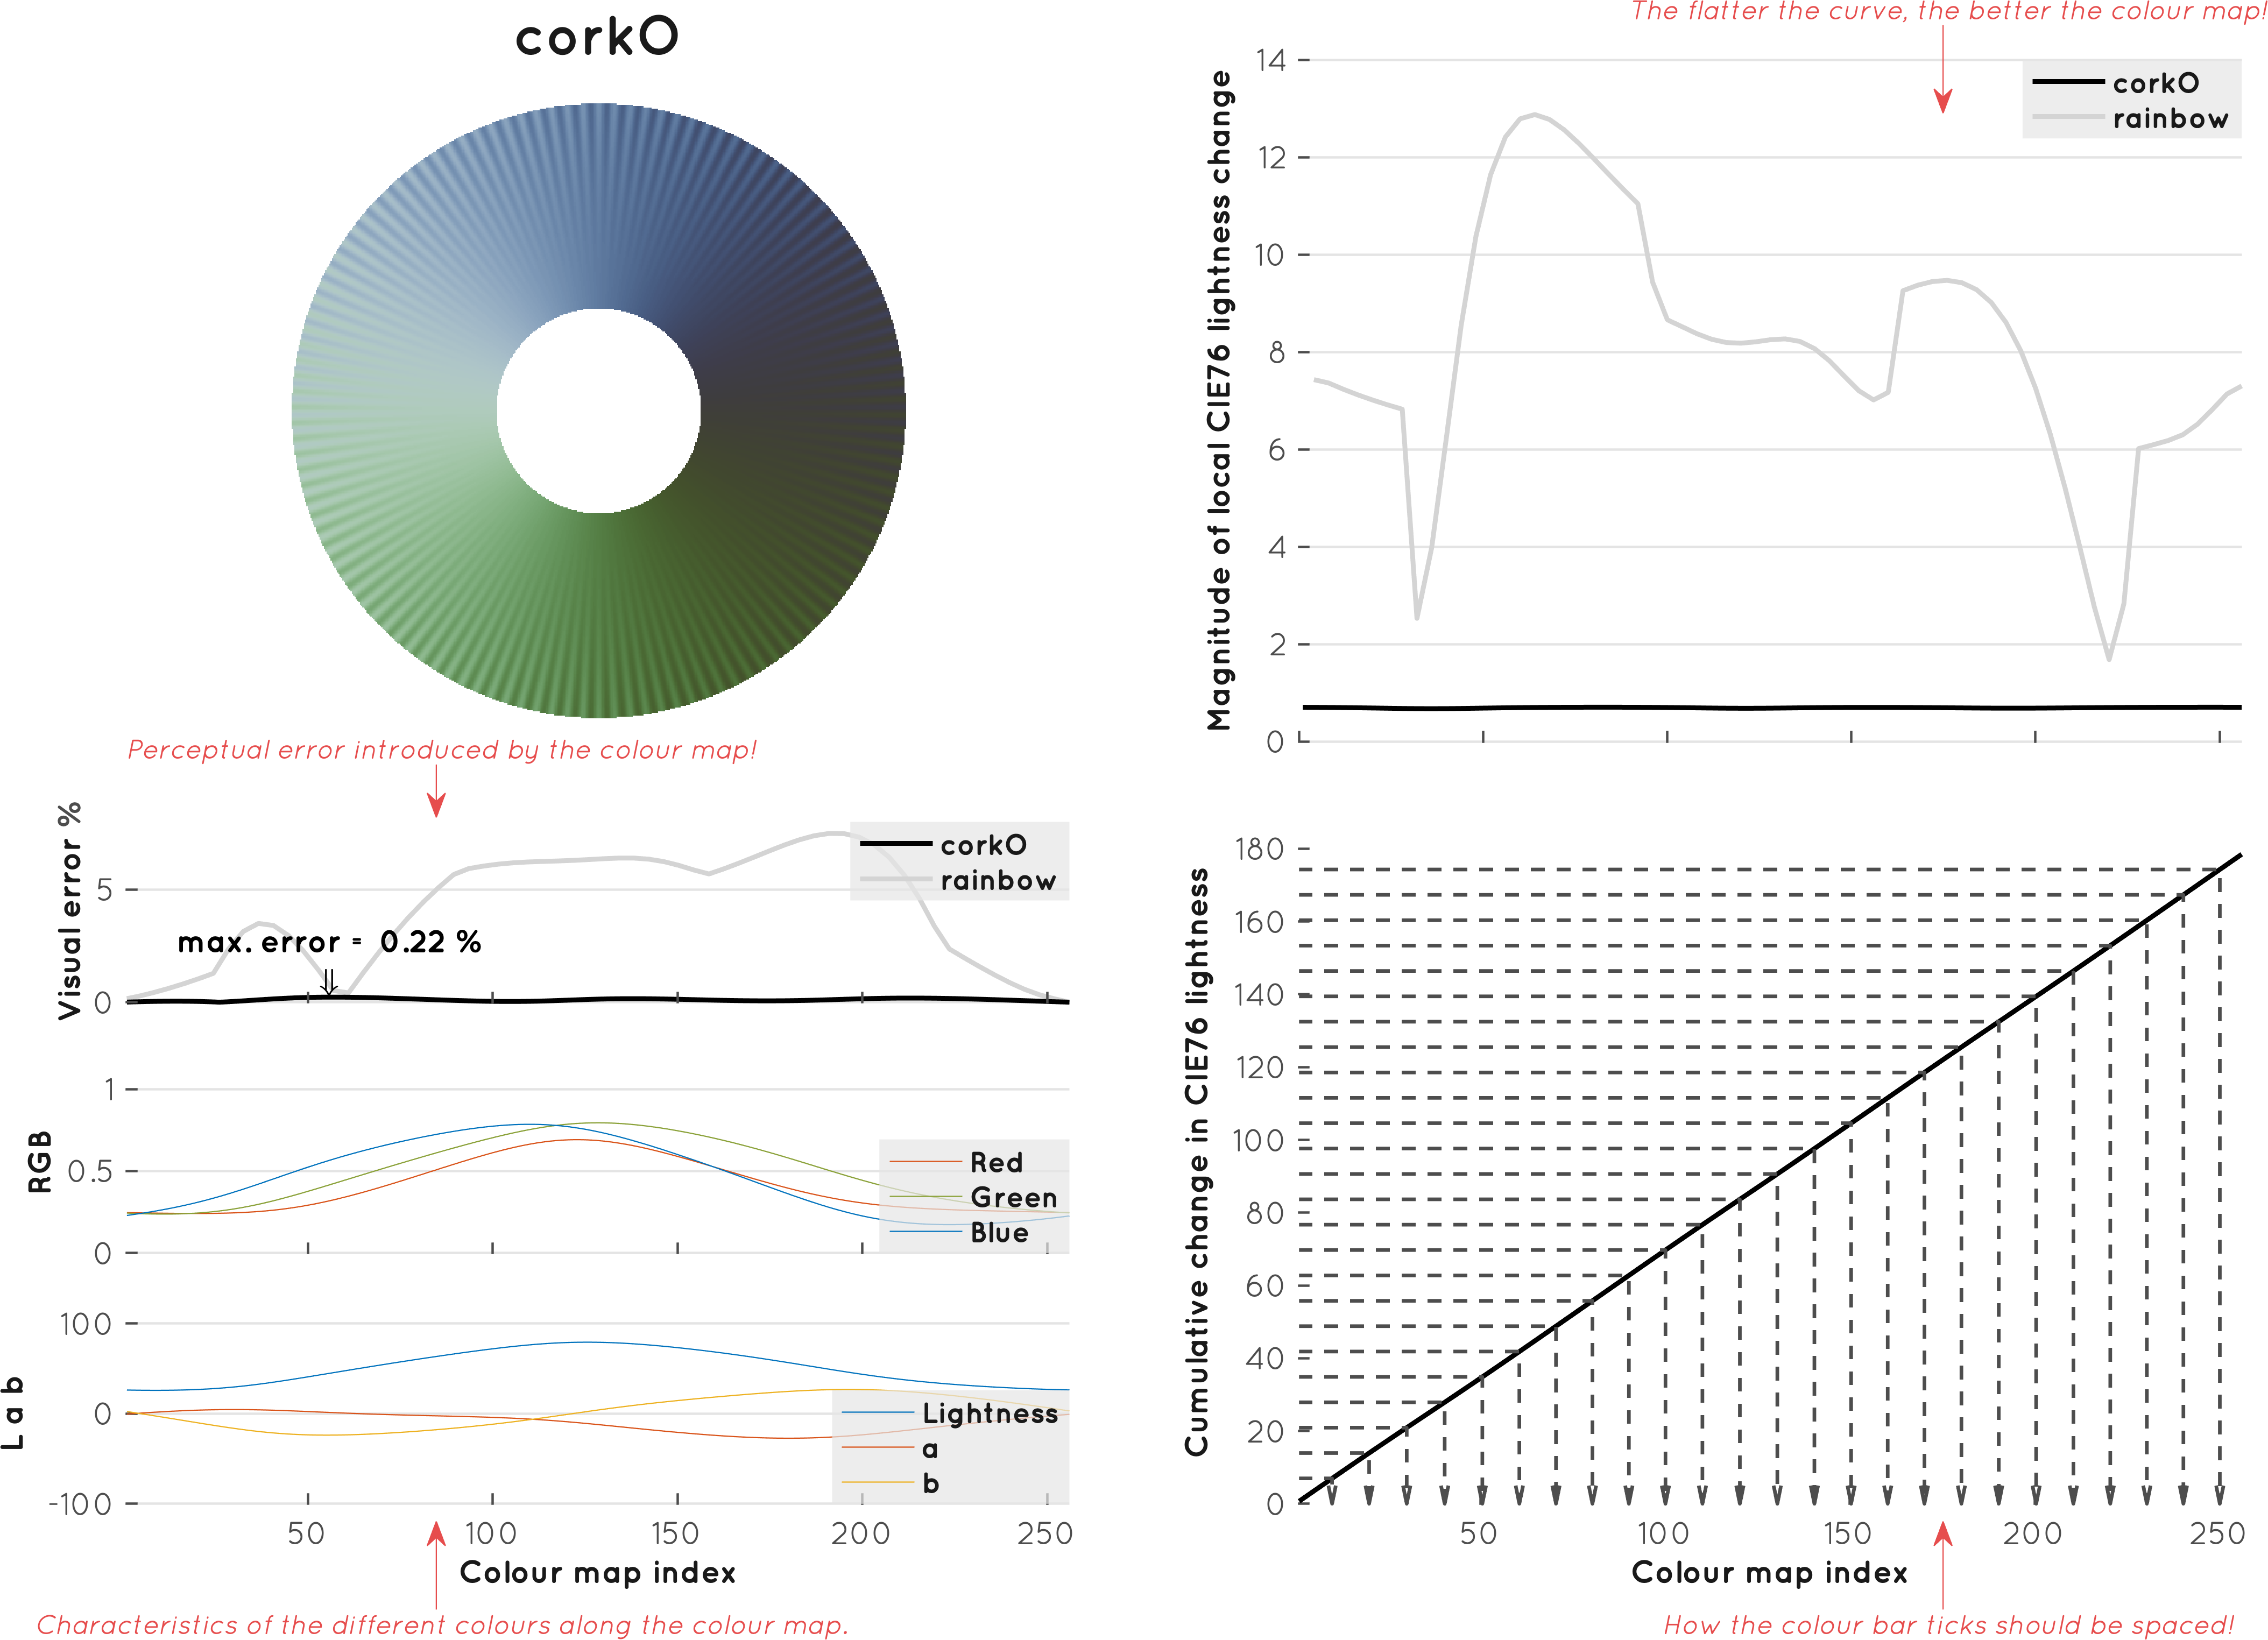 corkO
Perceptual error introduced by the colour map!
Visual error %
5
0
corkO
rainbow
max. error = 0.22 %
RGB
1
0.5
0
Red
Green
Blue
L a b
100
0
-100
Lightness
a
b
50 100 150 200 250
Colour map index
Characteristics of the different colours along the colour map.
The flatter the curve, the better the colour map!
Magnitude of local CIE76 lightness change
14
12
10
8
6
4
2
0
corkO
rainbow
Cumulative change in CIE76 lightness
180
160
140
120
100
80
60
40
20
0
50 100 150 200 250
Colour map index
How the colour bar ticks should be spaced!